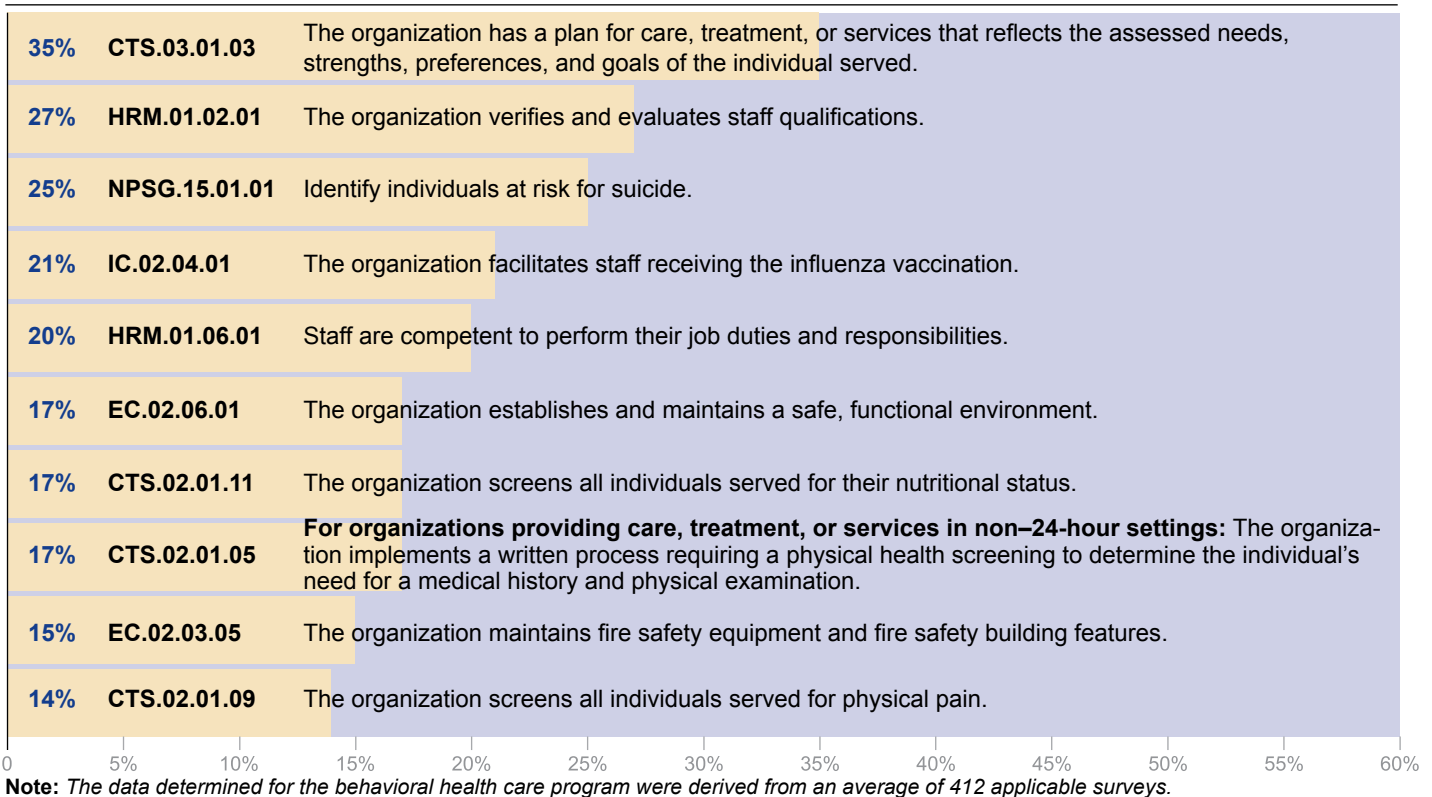 35% CTS.03.01.03 The organization has a plan for care, treatment, or services that reflects the assessed needs,
strengths, preferences, and goals of the individual served.
27% HRM.01.02.01 The organization verifies and evaluates staff qualifications.
25% NPSG.15.01.01 Identify individuals at risk for suicide.
21% IC.02.04.01 The organization facilitates staff receiving the influenza vaccination.
20% HRM.01.06.01 Staff are competent to perform their job duties and responsibilities.
17% EC.02.06.01 The organization establishes and maintains a safe, functional environment.
17% CTS.02.01.11 The organization screens all individuals served for their nutritional status.
For organizations providing care, treatment, or services in non–24-hour settings: The organiza-
17% CTS.02.01.05 tion implements a written process requiring a physical health screening to determine the individual’s
need for a medical history and physical examination.
15% EC.02.03.05 The organization maintains fire safety equipment and fire safety building features.
14% CTS.02.01.09 The organization screens all individuals served for physical pain.
0 5% 10% 15% 20% 25% 30% 35% 40% 45% 50% 55% 60%
Note: The data determined for the behavioral health care program were derived from an average of 412 applicable surveys.